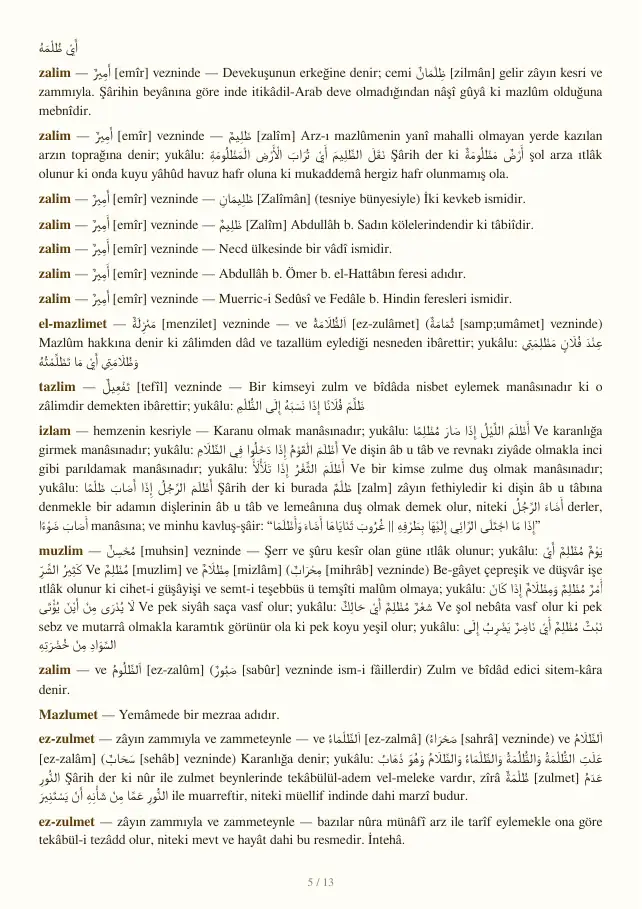 أَيْ ظُلْمَهُ
zalim — أَمِيرٌ [emîr] vezninde — Devekuşunun erkeğine denir; cemi ظِلْمَانٌ [zilmân] gelir zâyın kesri ve
zammıyla. Şârihin beyânına göre inde itikâdil-Arab deve olmadığından nâşî gûyâ ki mazlûm olduğuna
mebnîdir.
zalim — أَمِيرٌ [emîr] vezninde — ظَلِيمٌ [zalîm] Arz-ı mazlûmenin yanî mahalli olmayan yerde kazılan
arzın toprağına denir; yukâlu: نَقَلَ الظَّلِيمَ أَيْ تُرَابَ الْأَرْضِ الْمَظْلُومَةِ Şârih der ki أَرْضٌ مَظْلُومَةٌ şol arza ıtlâk
olunur ki onda kuyu yâhûd havuz hafr oluna ki mukaddemâ hergiz hafr olunmamış ola.
zalim — أَمِيرٌ [emîr] vezninde — ظَلِيمَانِ [Zalîmân] (tesniye bünyesiyle) İki kevkeb ismidir.
zalim — أَمِيرٌ [emîr] vezninde — ظَلِيمٌ [Zalîm] Abdullâh b. Sadın kölelerindendir ki tâbiîdir.
zalim — أَمِيرٌ [emîr] vezninde — Necd ülkesinde bir vâdî ismidir.
zalim — أَمِيرٌ [emîr] vezninde — Abdullâh b. Ömer b. el-Hattâbın feresi adıdır.
zalim — أَمِيرٌ [emîr] vezninde — Muerric-i Sedûsî ve Fedâle b. Hindin feresleri ismidir.
el-mazlimet — مَنْزِلَةٌ [menzilet] vezninde — ve اَلظُّلَامَةُ [ez-zulâmet] (ثُمَامَةٌ [samp;umâmet] vezninde)
Mazlûm hakkına denir ki zâlimden dâd ve tazallüm eylediği nesneden ibârettir; yukâlu: عِنْدَ فُلَانٍ مَظْلِمَتِي
وَظُلَامَتِي أَيْ مَا تَظَلَّمْتُهُ
tazlim — تَفْعِيلٌ [tefîl] vezninde — Bir kimseyi zulm ve bîdâda nisbet eylemek manâsınadır ki o
zâlimdir demekten ibârettir; yukâlu: ظَلَّمَ فُلَانًا إِذَا نَسَبَهُ إِلَى الظُّلْمِ
izlam — hemzenin kesriyle — Karanu olmak manâsınadır; yukâlu: أَظْلَمَ اللَّيْلُ إِذَا صَارَ مُظْلِمًا Ve karanlığa
girmek manâsınadır; yukâlu: أَظْلَمَ الْقَوْمُ إِذَا دَخَلُوا فِي الظَّلَامِ Ve dişin âb u tâb ve revnakı ziyâde olmakla inci
gibi parıldamak manâsınadır; yukâlu: أَظْلَمَ الثَّغْرُ إِذَا تَلَأْلَأَ Ve bir kimse zulme duş olmak manâsınadır;
yukâlu: أَظْلَمَ الرَّجُلُ إِذَا أَصَابَ ظَلْمًا Şârih der ki burada ظَلْمٌ [zalm] zâyın fethiyledir ki dişin âb u tâbına
denmekle bir adamın dişlerinin âb u tâb ve lemeânına duş olmak demek olur, niteki أَضَاءَ الرَّجُلُ derler,
أَصَابَ ضَوْءًا manâsına; ve minhu kavluş-şâir: “إِذَا مَا اجْتَلَى الرَّائِي إِلَيْهَا بِطَرْفِهِ || غُرُوبَ ثَنَايَاهَا أَضَاءَ وَأَظْلَمَا”
muzlim — مُحْسِنٌ [muhsin] vezninde — Şerr ve şûru kesîr olan güne ıtlâk olunur; yukâlu: يَوْمٌ مُظْلِمٌ أَيْ
كَثِيرُ الشَّرِّ Ve مُظْلِمٌ [muzlim] ve مِظْلَامٌ [mizlâm] (مِحْرَابٌ [mihrâb] vezninde) Be-gâyet çepreşik ve düşvâr işe
ıtlâk olunur ki cihet-i güşâyişi ve semt-i teşebbüs ü temşîti malûm olmaya; yukâlu: أَمْرٌ مُظْلِمٌ وَمِظْلَامٌ إِذَا كَانَ
لَا يُدْرَى مِنْ أَيْنَ يُؤْتَى Ve pek siyâh saça vasf olur; yukâlu: شَعْرٌ مُظْلِمٌ أَيْ حَالِكٌ Ve şol nebâta vasf olur ki pek
sebz ve mutarrâ olmakla karamtık görünür ola ki pek koyu yeşil olur; yukâlu: نَبْتٌ مُظْلِمٌ أَيْ نَاضِرٌ يَضْرِبُ إِلَى
السَّوَادِ مِنْ خُضْرَتِهِ
zalim — ve اَلظَّلُومُ [ez-zalûm] (صَبُورٌ [sabûr] vezninde ism-i fâillerdir) Zulm ve bîdâd edici sitem-kâra
denir.
Mazlumet — Yemâmede bir mezraa adıdır.
ez-zulmet — zâyın zammıyla ve zammeteynle — ve اَلظَّلْمَاءُ [ez-zalmâ] (صَحْرَاءُ [sahrâ] vezninde) ve اَلظَّلَامُ
[ez-zalâm] (سَحَابٌ [sehâb] vezninde) Karanlığa denir; yukâlu: عَلَتِ الظُّلْمَةُ وَالظُّلُمَةُ وَالظَّلْمَاءُ وَالظَّلَامُ وَهُوَ ذَهَابُ
النُّورِ Şârih der ki nûr ile zulmet beynlerinde tekâbülül-adem vel-meleke vardır, zîrâ ظُلْمَةٌ [zulmet] عَدَمُ
النُّورِ عَمَّا مِنْ شَأْنِهِ أَنْ يَسْتَنِيرَ ile muarreftir, niteki müellif indinde dahi marzî budur.
ez-zulmet — zâyın zammıyla ve zammeteynle — bazılar nûra münâfî arz ile tarîf eylemekle ona göre
tekâbül-i tezâdd olur, niteki mevt ve hayât dahi bu resmedir. İntehâ.
5 / 13